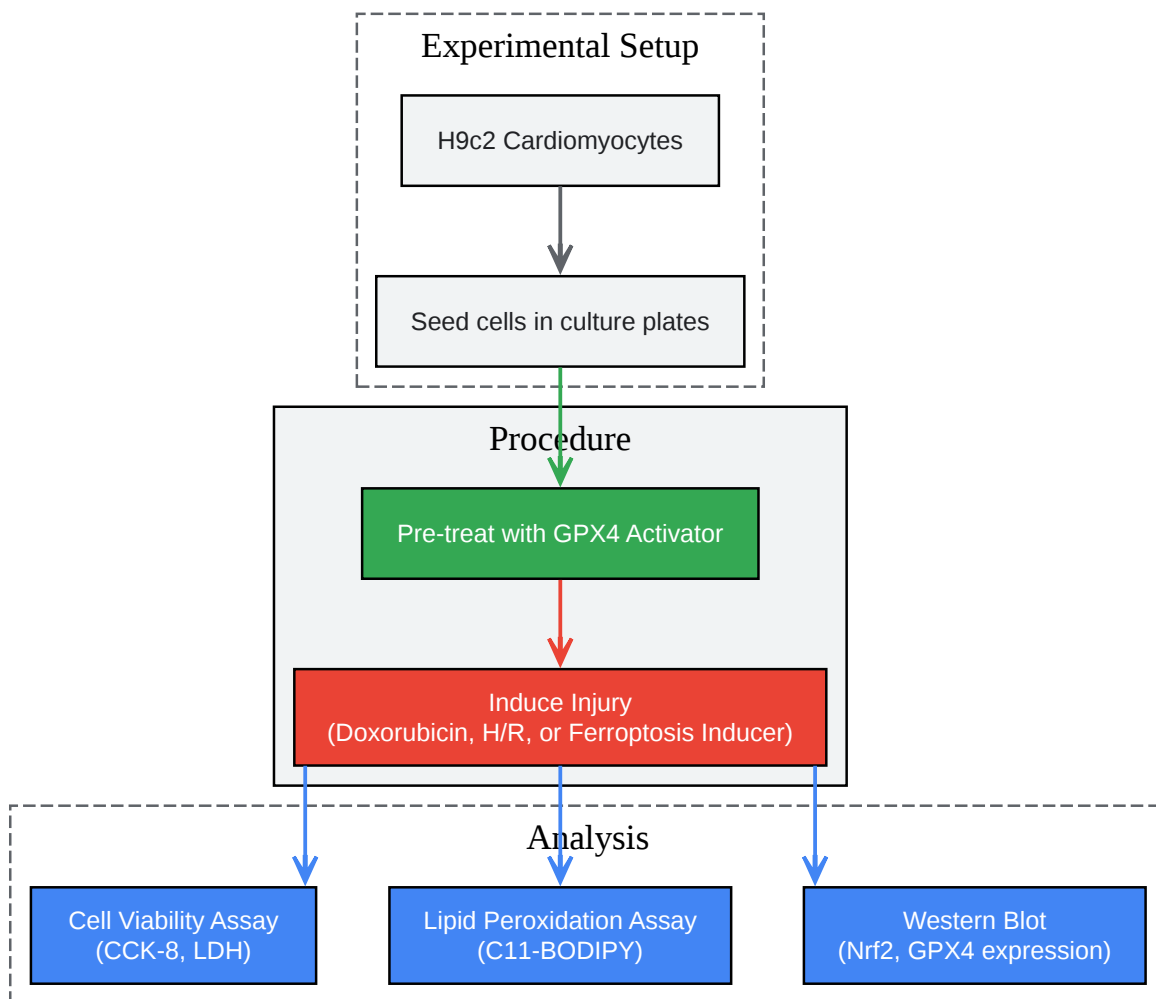 Experimental Setup
H9c2 Cardiomyocytes
Seed cells in culture plates
Procedure
Pre-treat with GPX4 Activator
Induce Injury
(Doxorubicin, H/R, or Ferroptosis Inducer)
Analysis
Cell Viability Assay
(CCK-8, LDH)
Lipid Peroxidation Assay
(C11-BODIPY)
Western Blot
(Nrf2, GPX4 expression)